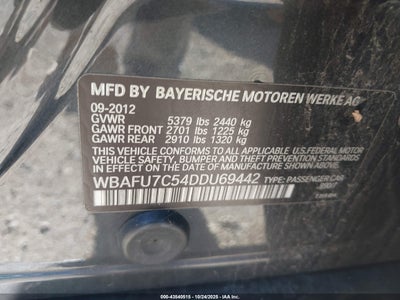 MFD BY BAYERISCHE MOTOREN WERKE AG
09-2012
GVWR 5379 lbs 2440 kg
GAWR FRONT 2701 lbs 1225 kg
GAWR REAR 2910 lbs 1320 kg
THIS VEHICLE CONFORMS TO ALL APPLICABLE
FEDERAL MOTOR VEHICLE SAFETY,
BUMPER, AND THEFT PREVENTION STANDARDS
IN EFFECT ON THE DATE OF MANUFACTURE
SHOWN ABOVE.
WBAFU7C54DDU69442 TYPE: PASSENGER CAR
000-43540515 - 10/24/2025 -